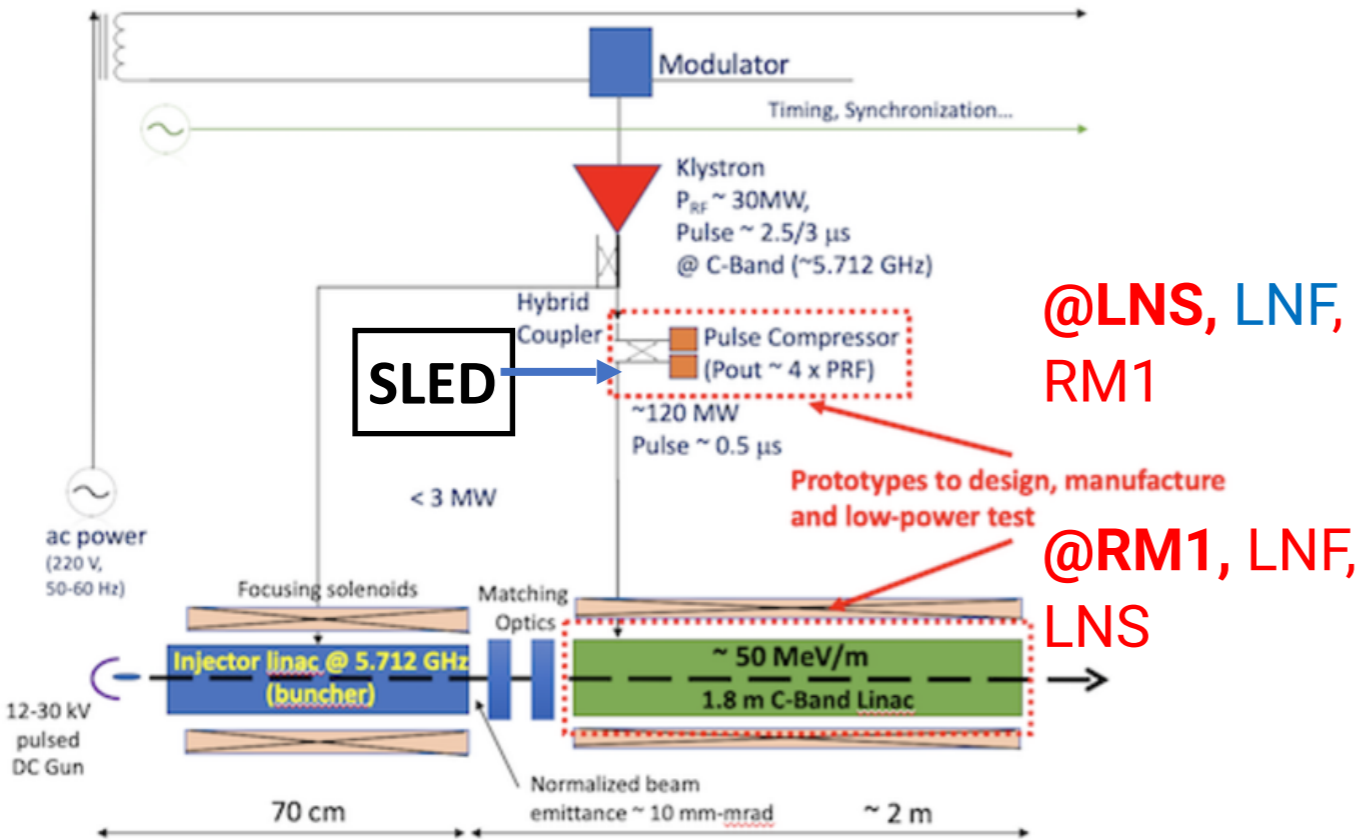 Modulator
Timing, Synchronization...
Klystron
P_RF ~ 30MW,
Pulse ~ 2.5/3 μs
@ C-Band (~5.712 GHz)
Hybrid
Coupler
Pulse Compressor
(Pout ~ 4 x PRF)
@LNS, LNF,
RM1
SLED
~120 MW
Pulse ~ 0.5 μs
< 3 MW
Prototypes to design, manufacture
and low-power test
ac power
(220 V,
50-60 Hz)
@RM1, LNF,
LNS
Focusing solenoids
Matching
Optics
Injector linac @ 5.712 GHz
(buncher)
~ 50 MeV/m
1.8 m C-Band Linac
12-30 kV
pulsed
DC Gun
Normalized beam
emittance ~ 10 mm-mrad
70 cm
~ 2 m